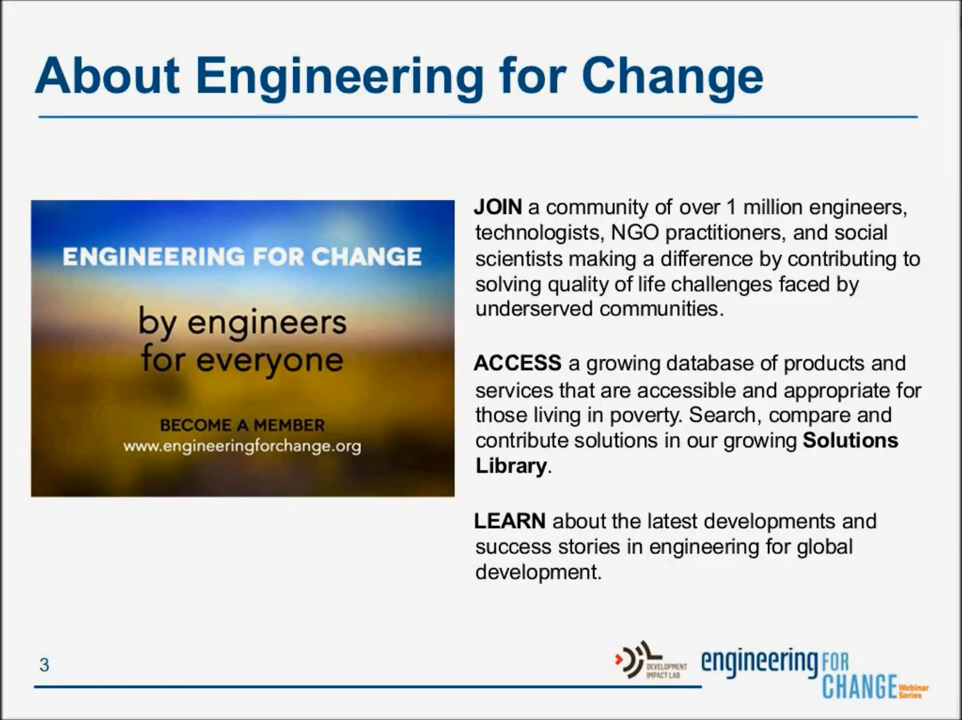 About Engineering for Change
ENGINEERING FOR CHANGE
by engineers
for everyone
BECOME A MEMBER
www.engineeringforchange.org
JOIN a community of over 1 million engineers,
technologists, NGO practitioners, and social
scientists making a difference by contributing to
solving quality of life challenges faced by
underserved communities.
ACCESS a growing database of products and
services that are accessible and appropriate for
those living in poverty. Search, compare and
contribute solutions in our growing Solutions
Library.
LEARN about the latest developments and
success stories in engineering for global
development.
3
DIL
DEVELOPMENT
IMPACT LAB
engineering FOR
CHANGE Webinar
Series